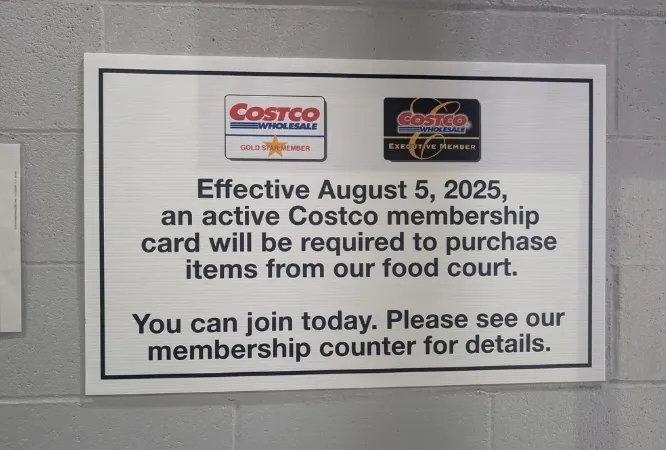 COSTCO
WHOLESALE
GOLD STAR MEMBER
COSTCO
WHOLESALE
EXECUTIVE MEMBER
Effective August 5, 2025,
an active Costco membership
card will be required to purchase
items from our food court.
You can join today. Please see our
membership counter for details.